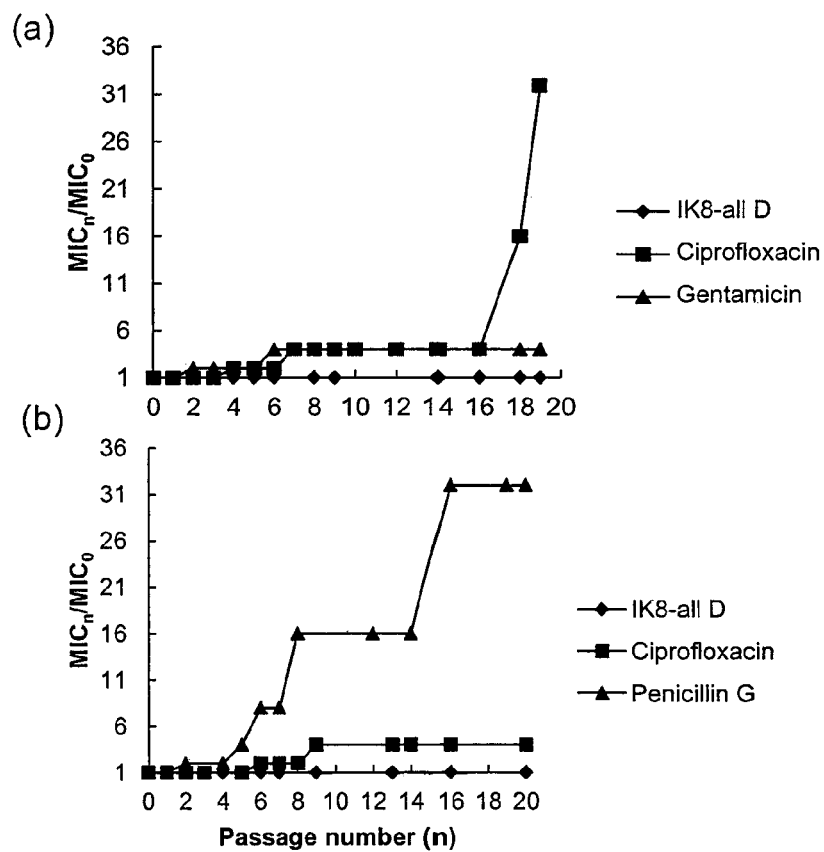 (a)
36
31
26
21
16
11
6
1
MICn/MIC0
0 2 4 6 8 10 12 14 16 18 20
IK8-all D
Ciprofloxacin
Gentamicin
(b)
36
31
26
21
16
11
6
1
MICn/MIC0
0 2 4 6 8 10 12 14 16 18 20
Passage number (n)
IK8-all D
Ciprofloxacin
Penicillin G